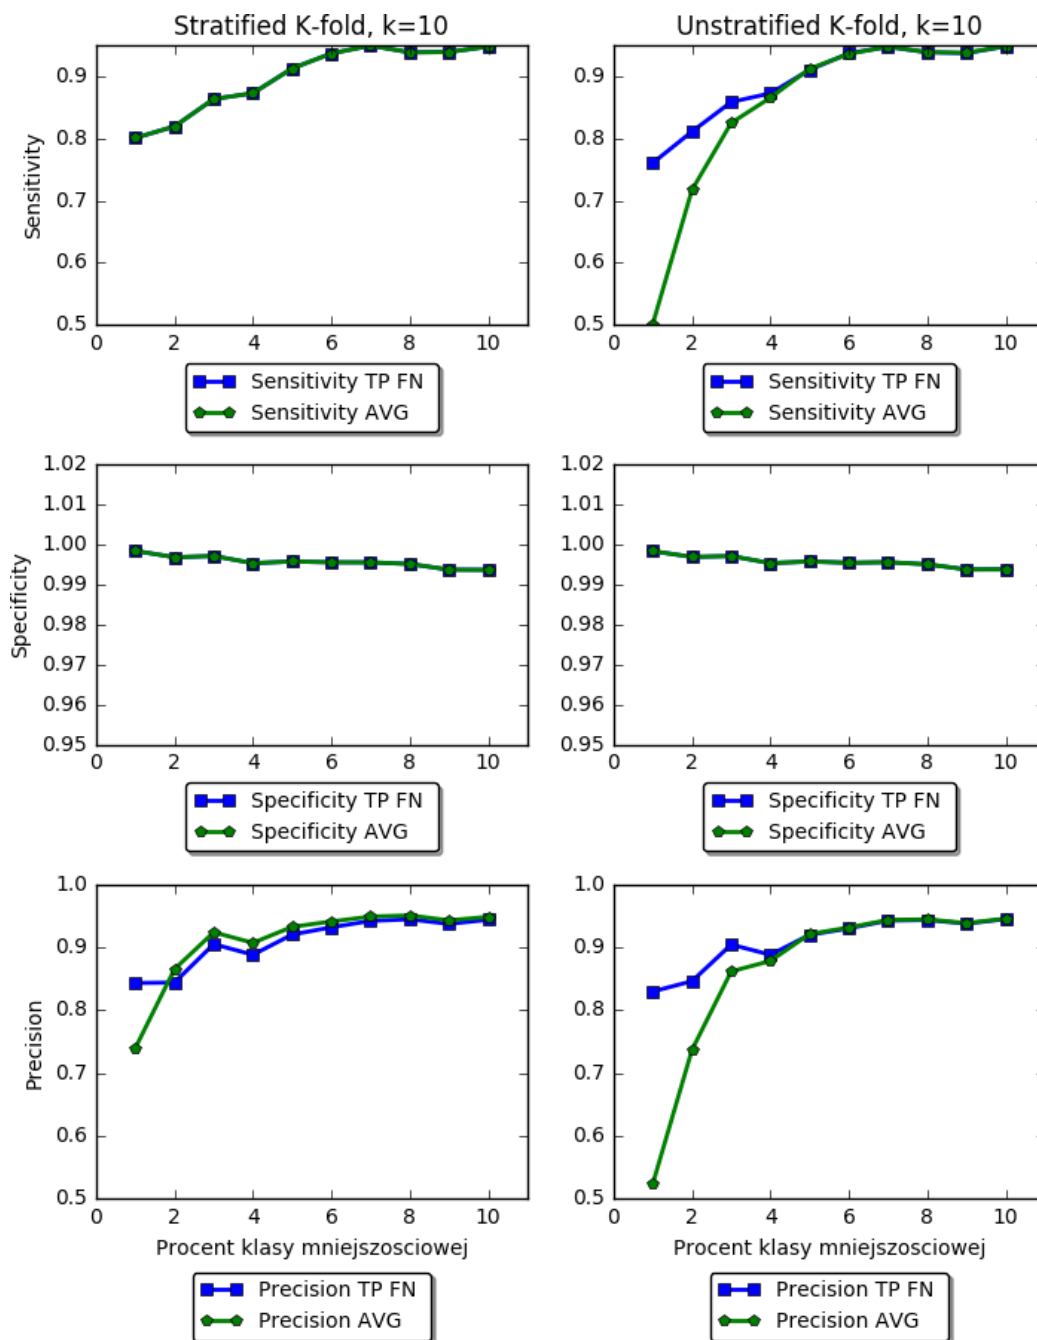 Stratified K-fold, k=10
Unstratified K-fold, k=10
Sensitivity
0.9
0.8
0.7
0.6
0.5
0 2 4 6 8 10
Sensitivity TP FN
Sensitivity AVG
0.9
0.8
0.7
0.6
0.5
0 2 4 6 8 10
Sensitivity TP FN
Sensitivity AVG
Specificity
1.02
1.01
1.00
0.99
0.98
0.97
0.96
0.95
0 2 4 6 8 10
Specificity TP FN
Specificity AVG
1.02
1.01
1.00
0.99
0.98
0.97
0.96
0.95
0 2 4 6 8 10
Specificity TP FN
Specificity AVG
Precision
1.0
0.9
0.8
0.7
0.6
0.5
0 2 4 6 8 10
Procent klasy mniejszosciowej
Precision TP FN
Precision AVG
1.0
0.9
0.8
0.7
0.6
0.5
0 2 4 6 8 10
Procent klasy mniejszosciowej
Precision TP FN
Precision AVG